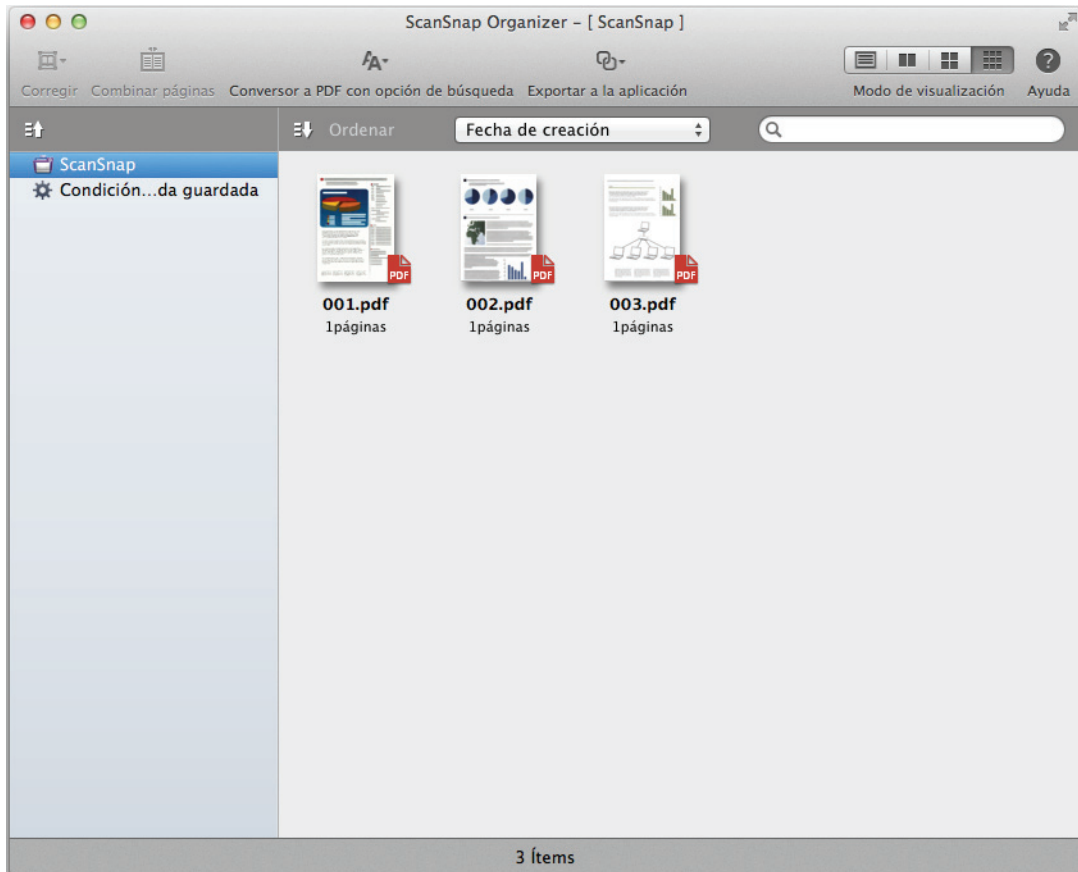 ScanSnap Organizer – [ ScanSnap ]
Corregir Combinar páginas Conversor a PDF con opción de búsqueda Exportar a la aplicación Modo de visualización Ayuda
Ordenar Fecha de creación
ScanSnap
Condición...da guardada
PDF PDF PDF
001.pdf 002.pdf 003.pdf
1páginas 1páginas 1páginas
3 Ítems